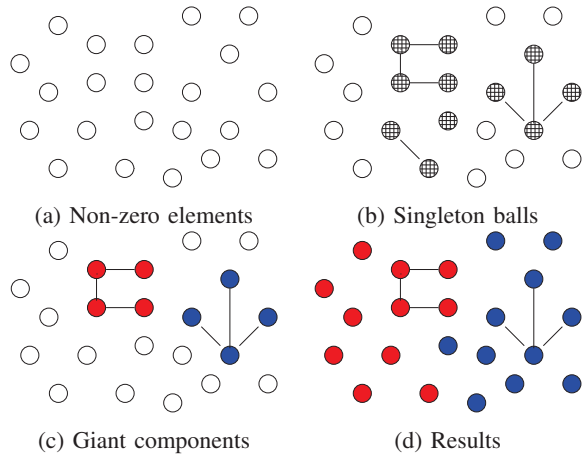 (a) Non-zero elements
(b) Singleton balls
(c) Giant components
(d) Results